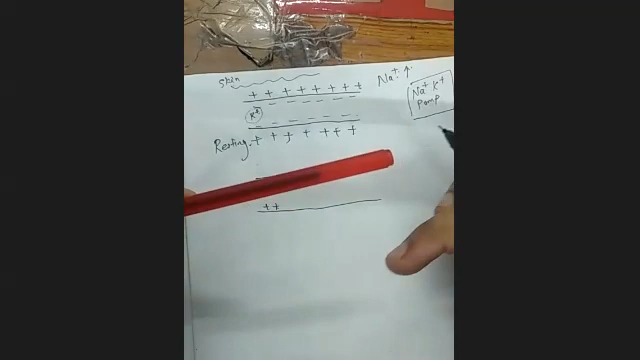 Skin
+ + + + + + + +
Na+ ↑
Na+ K+
Pump
K+
Resting
+ + + + + + +
+ +